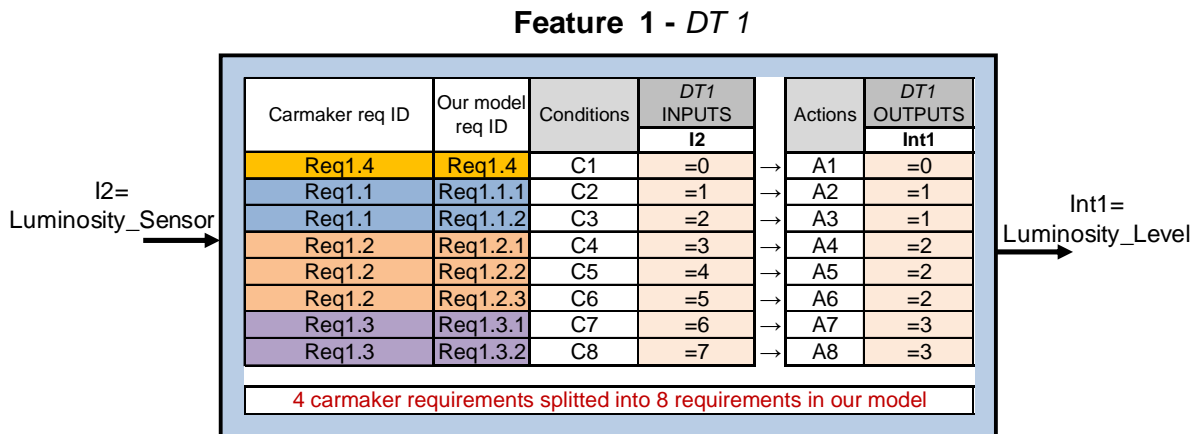 Feature 1 - DT 1
Carmaker req ID Our model req ID Conditions DT1 INPUTS Actions DT1 OUTPUTS
I2 Int1
Req1.4 Req1.4 C1 =0 → A1 =0
Req1.1 Req1.1.1 C2 =1 → A2 =1
Req1.1 Req1.1.2 C3 =2 → A3 =1
Req1.2 Req1.2.1 C4 =3 → A4 =2
Req1.2 Req1.2.2 C5 =4 → A5 =2
Req1.2 Req1.2.3 C6 =5 → A6 =2
Req1.3 Req1.3.1 C7 =6 → A7 =3
Req1.3 Req1.3.2 C8 =7 → A8 =3
4 carmaker requirements splitted into 8 requirements in our model
I2=
Luminosity_Sensor
Int1=
Luminosity_Level